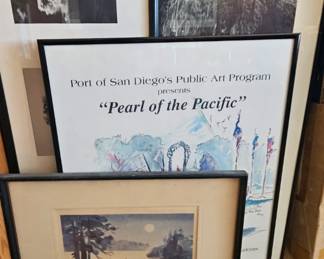 Port of San Diego's Public Art Program
presents
"Pearl of the Pacific"